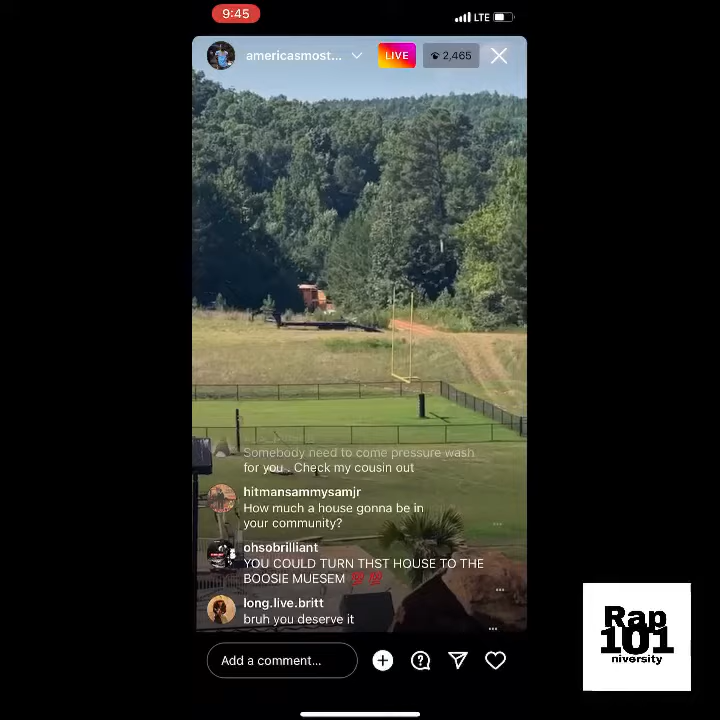 9:45
LTE
americasmost...
LIVE
2,465
Somebody need to come pressure wash
for you . Check my cousin out
hitmansammysamjr
How much a house gonna be in
your community?
ohsobrilliant
YOU COULD TURN THST HOUSE TO THE
BOOSIE MUESEM 💯 💯
long.live.britt
bruh you deserve it
Add a comment...
Rap
101
niversity